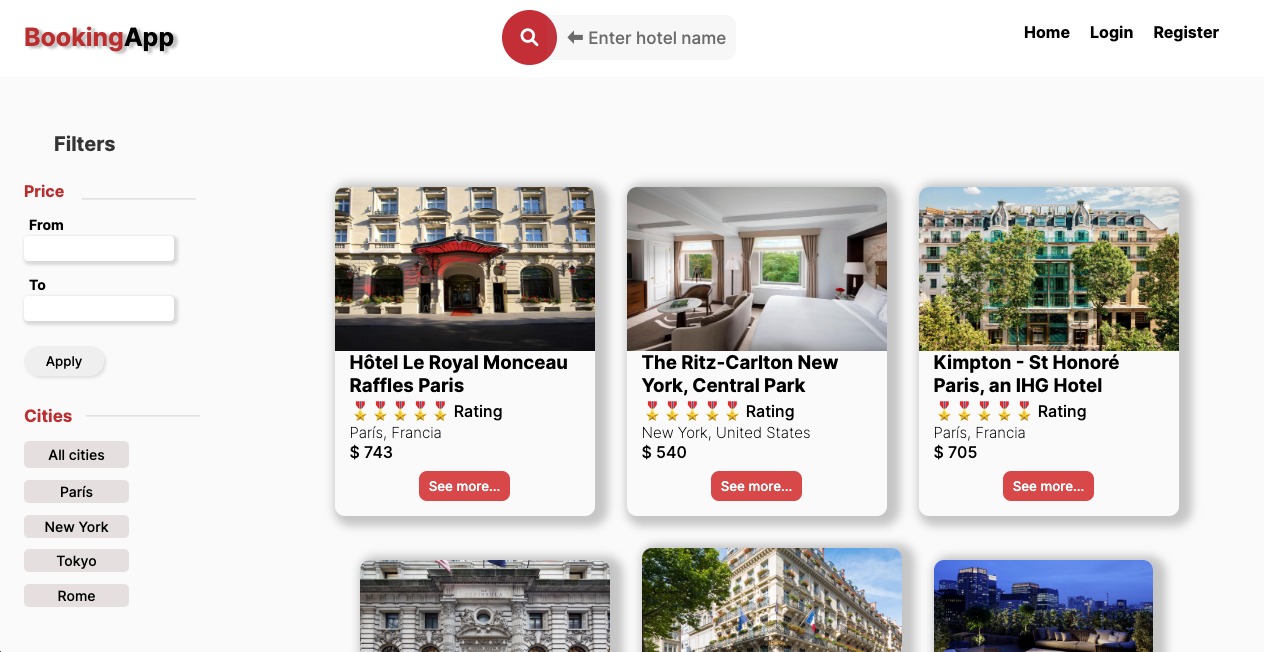 BookingApp
Enter hotel name
Home
Login
Register
Filters
Price
From
To
Apply
Cities
All cities
París
New York
Tokyo
Rome
Hôtel Le Royal Monceau
Raffles Paris
Rating
París, Francia
$ 743
See more...
The Ritz-Carlton New
York, Central Park
Rating
New York, United States
$ 540
See more...
Kimpton - St Honoré
Paris, an IHG Hotel
Rating
París, Francia
$ 705
See more...